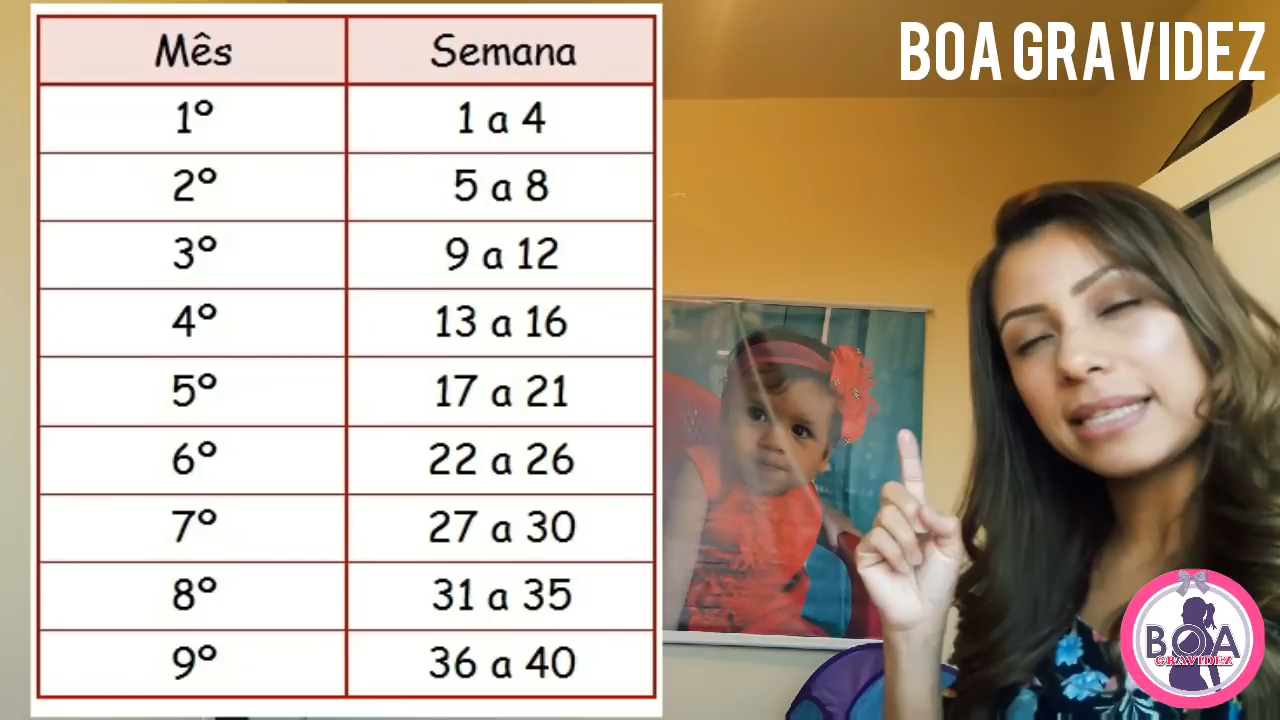 BOA GRAVIDEZ
Mês Semana
1º 1 a 4
2º 5 a 8
3º 9 a 12
4º 13 a 16
5º 17 a 21
6º 22 a 26
7º 27 a 30
8º 31 a 35
9º 36 a 40
BOA
GRAVIDEZ